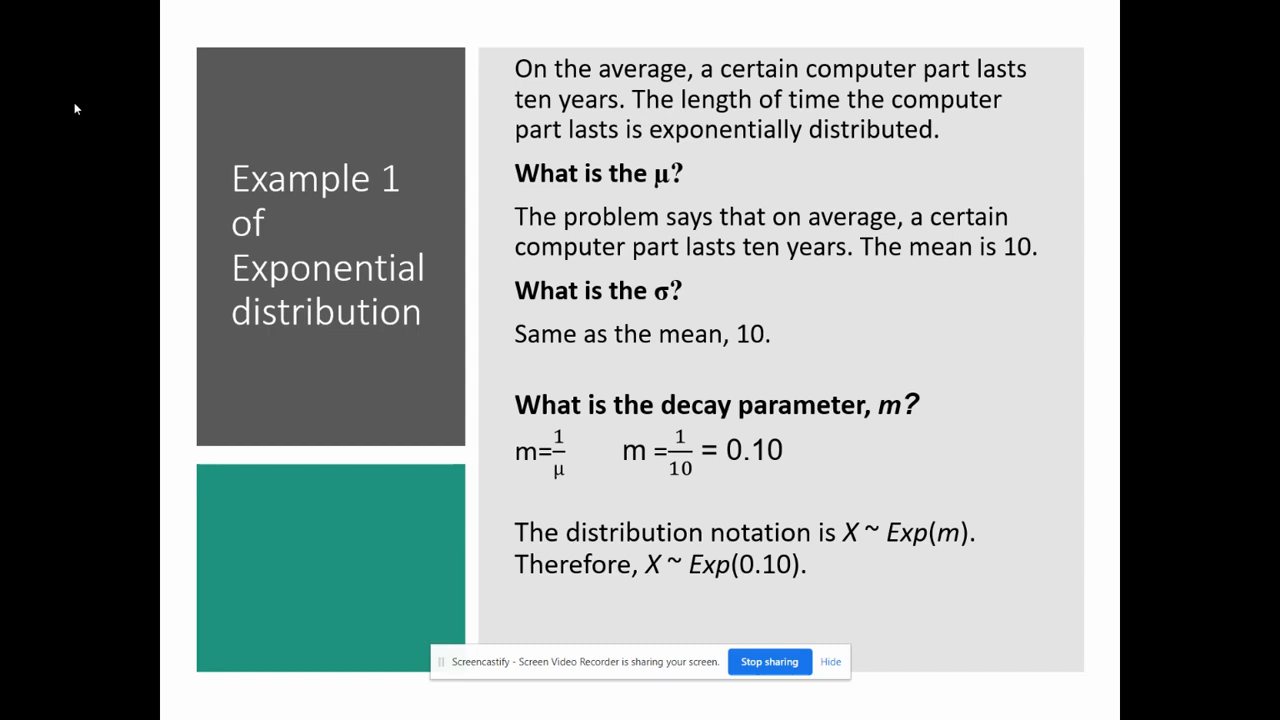 Example 1
of
Exponential
distribution
On the average, a certain computer part lasts
ten years. The length of time the computer
part lasts is exponentially distributed.
What is the μ?
The problem says that on average, a certain
computer part lasts ten years. The mean is 10.
What is the σ?
Same as the mean, 10.
What is the decay parameter, m?
m=1/μ m =1/10 = 0.10
The distribution notation is X ~ Exp(m).
Therefore, X ~ Exp(0.10).
Screencastify - Screen Video Recorder is sharing your screen. Stop sharing Hide